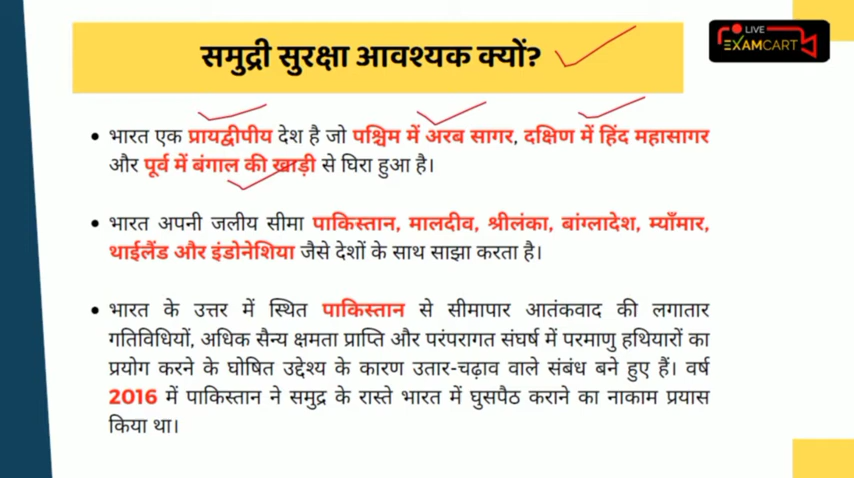 समुद्री सुरक्षा आवश्यक क्यों?
LIVE
EXAMCART
• भारत एक प्रायद्वीपीय देश है जो पश्चिम में अरब सागर, दक्षिण में हिंद महासागर
और पूर्व में बंगाल की खाड़ी से घिरा हुआ है।
• भारत अपनी जलीय सीमा पाकिस्तान, मालदीव, श्रीलंका, बांग्लादेश, म्याँमार,
थाईलैंड और इंडोनेशिया जैसे देशों के साथ साझा करता है।
• भारत के उत्तर में स्थित पाकिस्तान से सीमापार आतंकवाद की लगातार
गतिविधियों, अधिक सैन्य क्षमता प्राप्ति और परंपरागत संघर्ष में परमाणु हथियारों का
प्रयोग करने के घोषित उद्देश्य के कारण उतार-चढ़ाव वाले संबंध बने हुए हैं। वर्ष
2016 में पाकिस्तान ने समुद्र के रास्ते भारत में घुसपैठ कराने का नाकाम प्रयास
किया था।